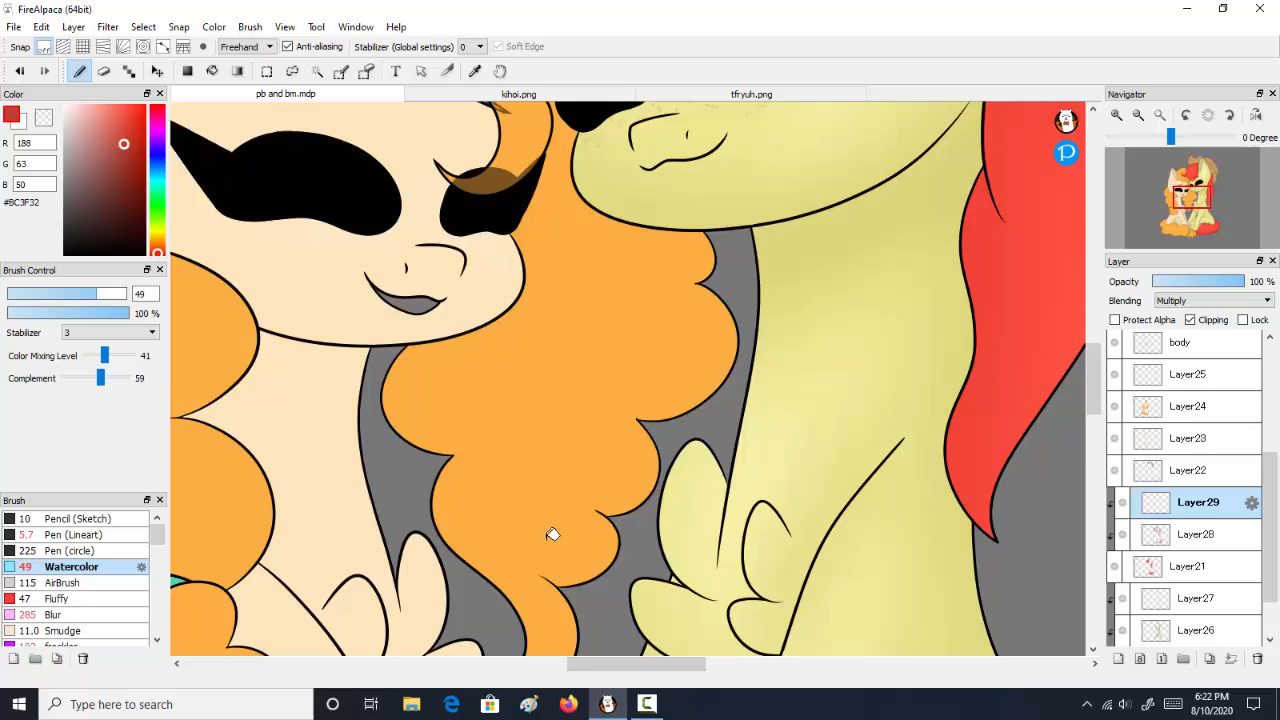 FireAlpaca (64bit)
File Edit Layer Filter Select Snap Color Brush View Tool Window Help
Snap Freehand Anti-aliasing Stabilizer (Global settings) 0 Soft Edge
T
Color pb and bm.mdp kihoi.png tfryuh.png Navigator
R 188
G 63
B 50
#BC3F32
P
0 Degree
Brush Control
49
100 %
Stabilizer 3
Color Mixing Level 41
Complement 59
Layer
Opacity 100 %
Blending Multiply
Protect Alpha Clipping Lock
body
Layer25
Layer24
Layer23
Layer22
Layer29
Layer28
Layer21
Layer27
Layer26
Brush
10 Pencil (Sketch)
5.7 Pen (Lineart)
225 Pen (circle)
49 Watercolor
115 AirBrush
47 Fluffy
285 Blur
11.0 Smudge
freckles
8 1
Type here to search
C
6:22 PM
8/10/2020